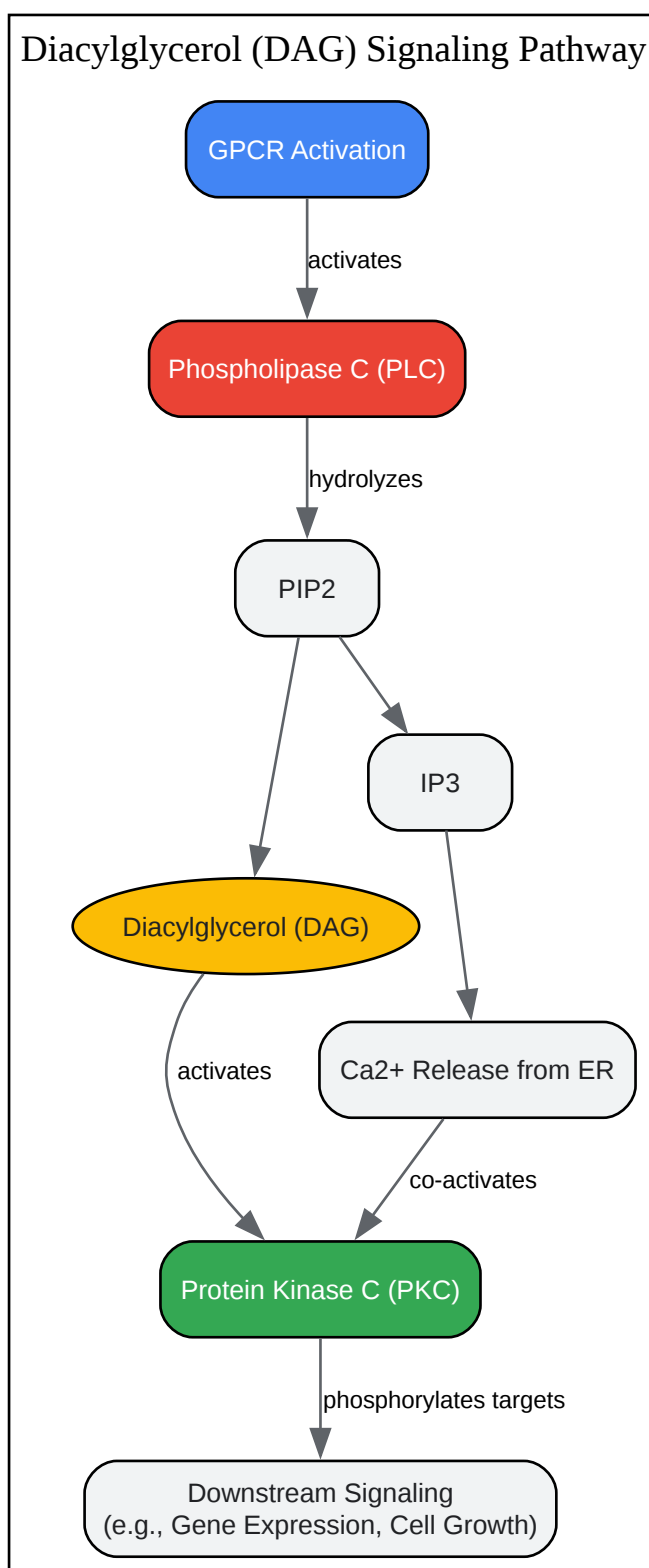 Diacylglycerol (DAG) Signaling Pathway
GPCR Activation
activates
Phospholipase C (PLC)
hydrolyzes
PIP2
IP3
Diacylglycerol (DAG)
Ca2+ Release from ER
activates
co-activates
Protein Kinase C (PKC)
phosphorylates targets
Downstream Signaling
(e.g., Gene Expression, Cell Growth)